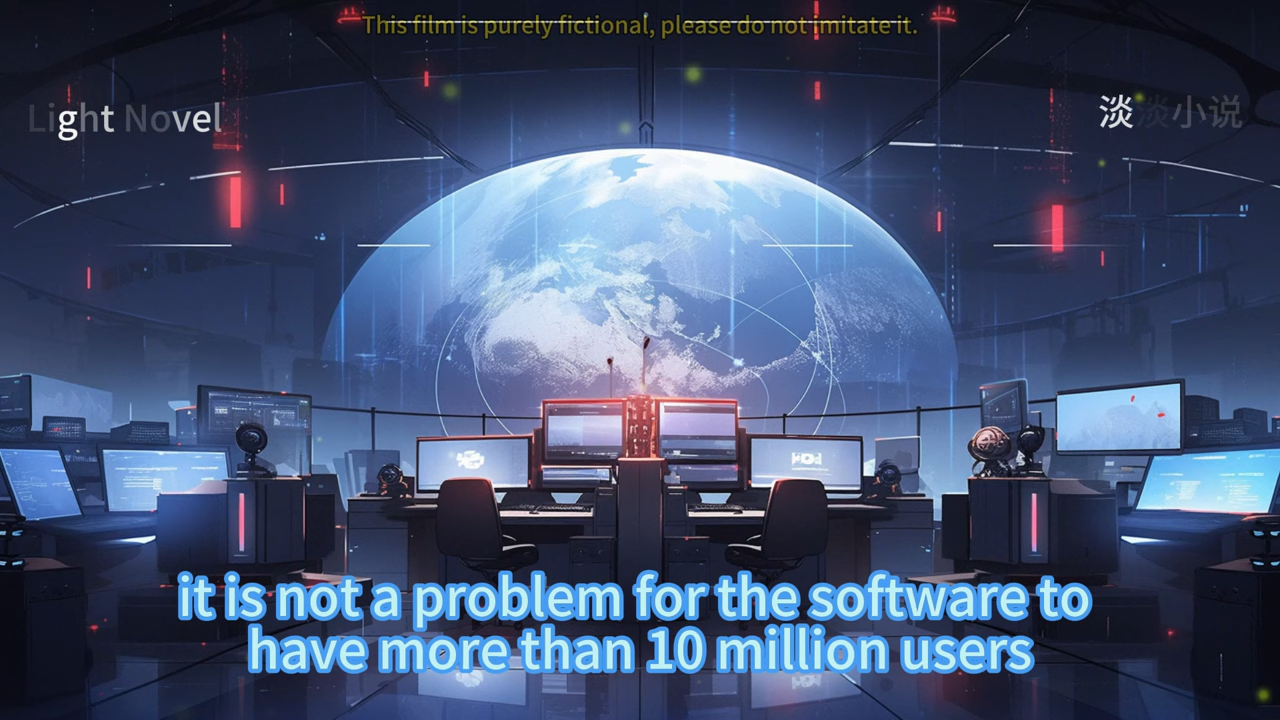 This film is purely fictional, please do not imitate it.
Light Novel
淡淡小说
it is not a problem for the software to
have more than 10 million users